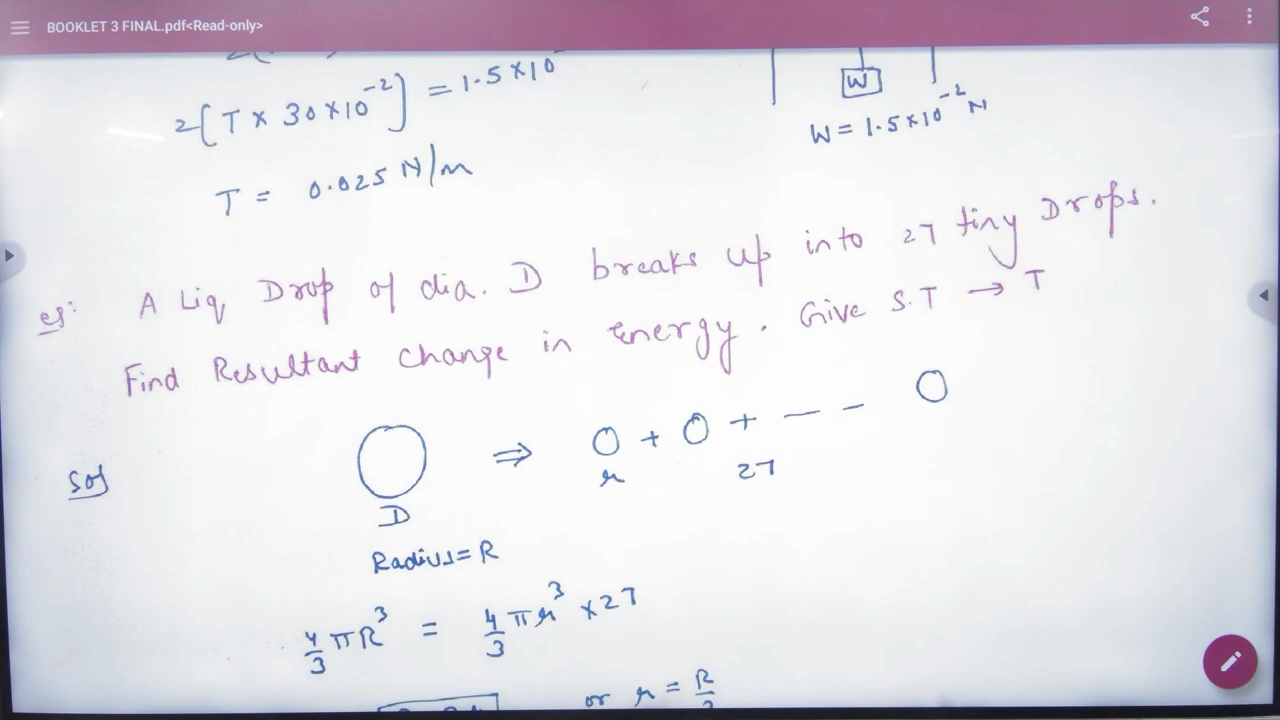 BOOKLET 3 FINAL.pdf<Read-only>
2[T × 30×10⁻²] = 1.5×10
W
W = 1.5×10⁻² N
T = 0.025 N/m
eg: A Liq Drop of dia. D breaks up into 27 tiny Drops.
Find Resultant change in energy. Give S.T → T
Sol
⇒ + + — —
r 27
D
Radius = R
4/3 πR³ = 4/3 πr³ ×27
or r = R